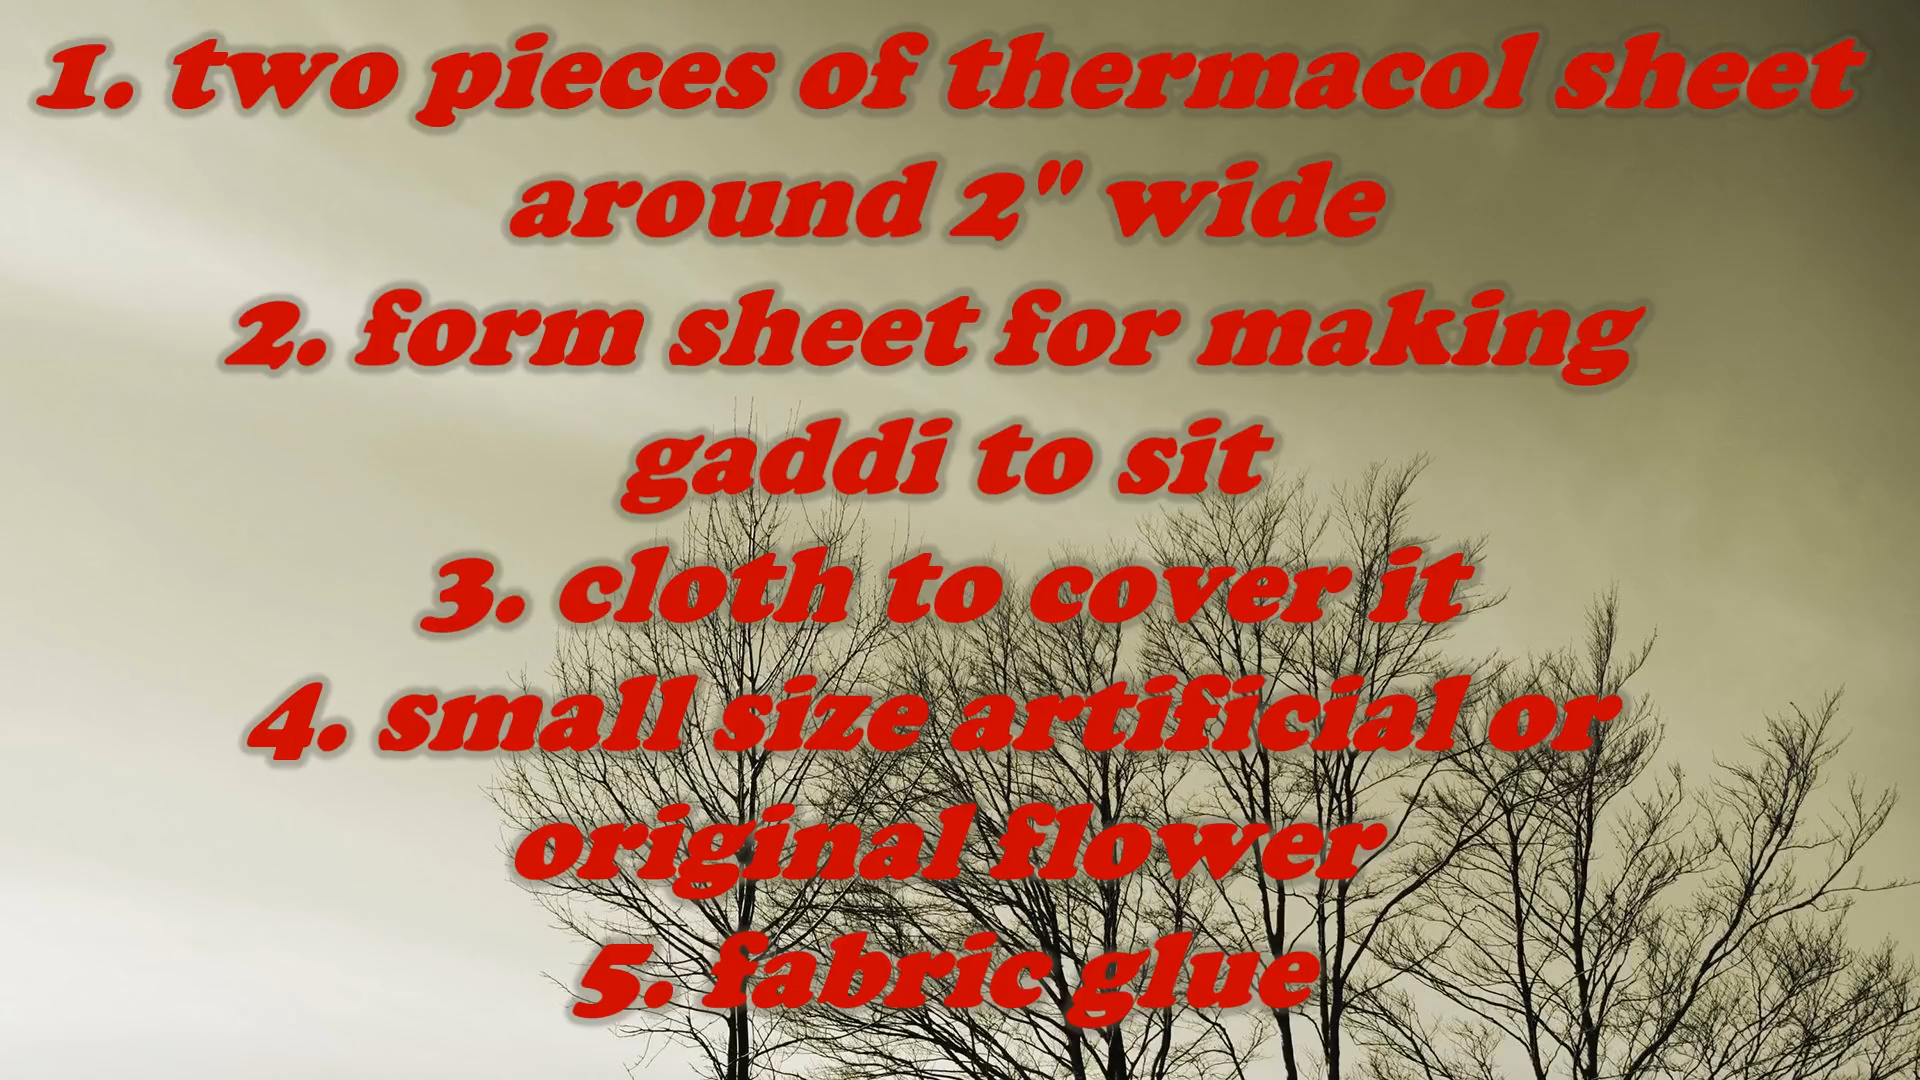 1. two pieces of thermacol sheet
around 2" wide
2. form sheet for making
gaddi to sit
3. cloth to cover it
4. small size artificial or
original flower
5. fabric glue